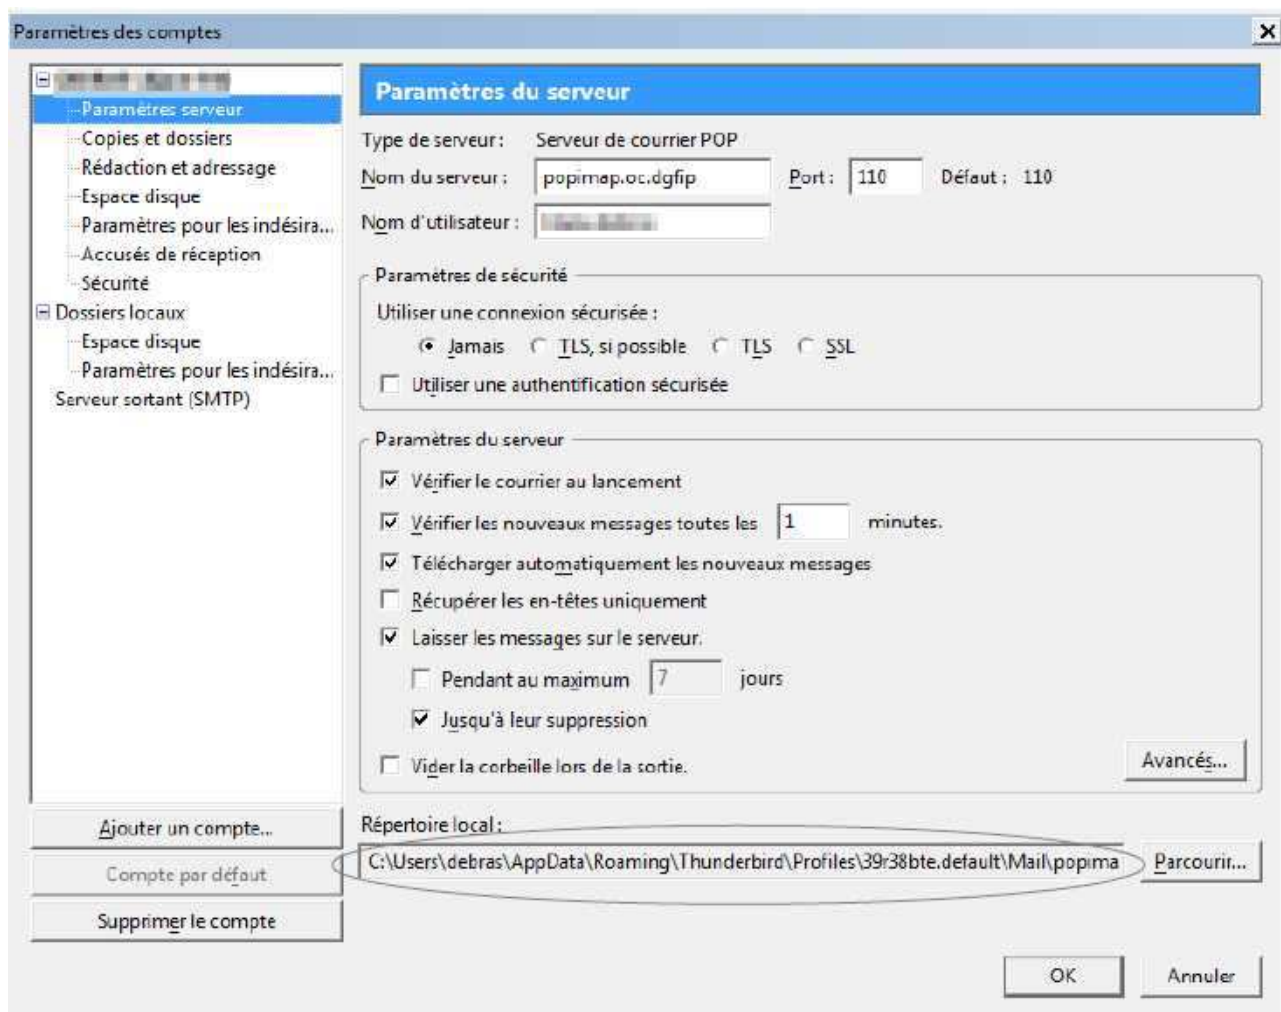 Paramètres des comptes
Paramètres serveur
Copies et dossiers
Rédaction et adressage
Espace disque
Paramètres pour les indésira...
Accusés de réception
Sécurité
Dossiers locaux
Espace disque
Paramètres pour les indésira...
Serveur sortant (SMTP)
Ajouter un compte...
Compte par défaut
Supprimer le compte
Paramètres du serveur
Type de serveur : Serveur de courrier POP
Nom du serveur : popimap.oc.dgfip Port : 110 Défaut : 110
Nom d'utilisateur :
Paramètres de sécurité
Utiliser une connexion sécurisée :
Jamais TLS, si possible TLS SSL
Utiliser une authentification sécurisée
Paramètres du serveur
Vérifier le courrier au lancement
Vérifier les nouveaux messages toutes les 1 minutes.
Télécharger automatiquement les nouveaux messages
Récupérer les en-têtes uniquement
Laisser les messages sur le serveur.
Pendant au maximum 7 jours
Jusqu'à leur suppression
Vider la corbeille lors de la sortie.
Avancés...
Répertoire local :
C:\Users\debras\AppData\Roaming\Thunderbird\Profiles\39r38bte.default\Mail\popima Parcourir...
OK Annuler